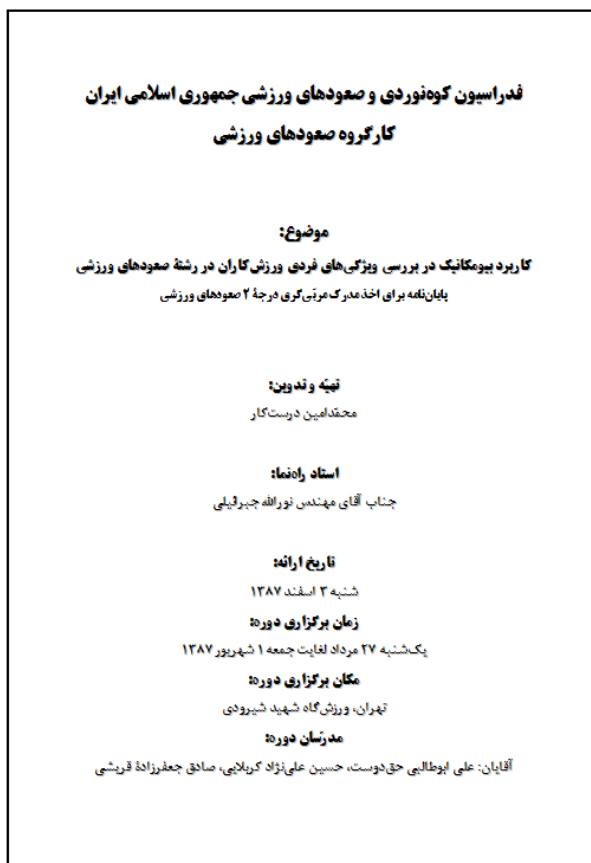 فدراسیون کوه‌نوردی و صعودهای ورزشی جمهوری اسلامی ایران
کارگروه صعودهای ورزشی
موضوع:
کاربرد بیومکانیک در بررسی ویژگی‌های فردی ورزش‌کاران در رشتهٔ صعودهای ورزشی
پایان‌نامه برای اخذ مدرک مربّی‌گری درجهٔ ۲ صعودهای ورزشی
تهیّه و تدوین:
محمّدامین درست‌کار
استاد راه‌نما:
جناب آقای مهندس نورالله جبرائیلی
تاریخ ارائه:
شنبه ۳ اسفند ۱۳۸۷
زمان برگزاری دوره:
یک‌شنبه ۲۷ مرداد لغایت جمعه ۱ شهریور ۱۳۸۷
مکان برگزاری دوره:
تهران، ورزش‌گاه شهید شیرودی
مدرّسان دوره:
آقایان: علی ابوطالبی حق‌دوست، حسین علی‌نژاد کربلایی، صادق جعفرزادهٔ قریشی